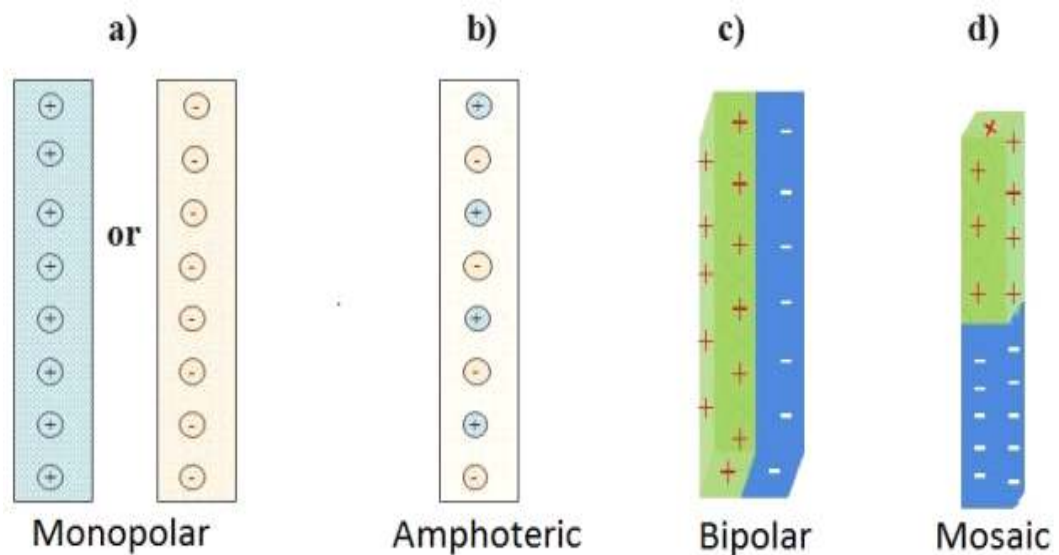 a)
b)
c)
d)
+ -
+ -
+ -
+ -
+ -
+ -
+ -
+ -
or
+
-
+
-
+
-
+
-
+ + + + + + + + + + + + +
- - - - - - - -
+ + + + + + + +
- - - - - - - - - -
Monopolar
Amphoteric
Bipolar
Mosaic